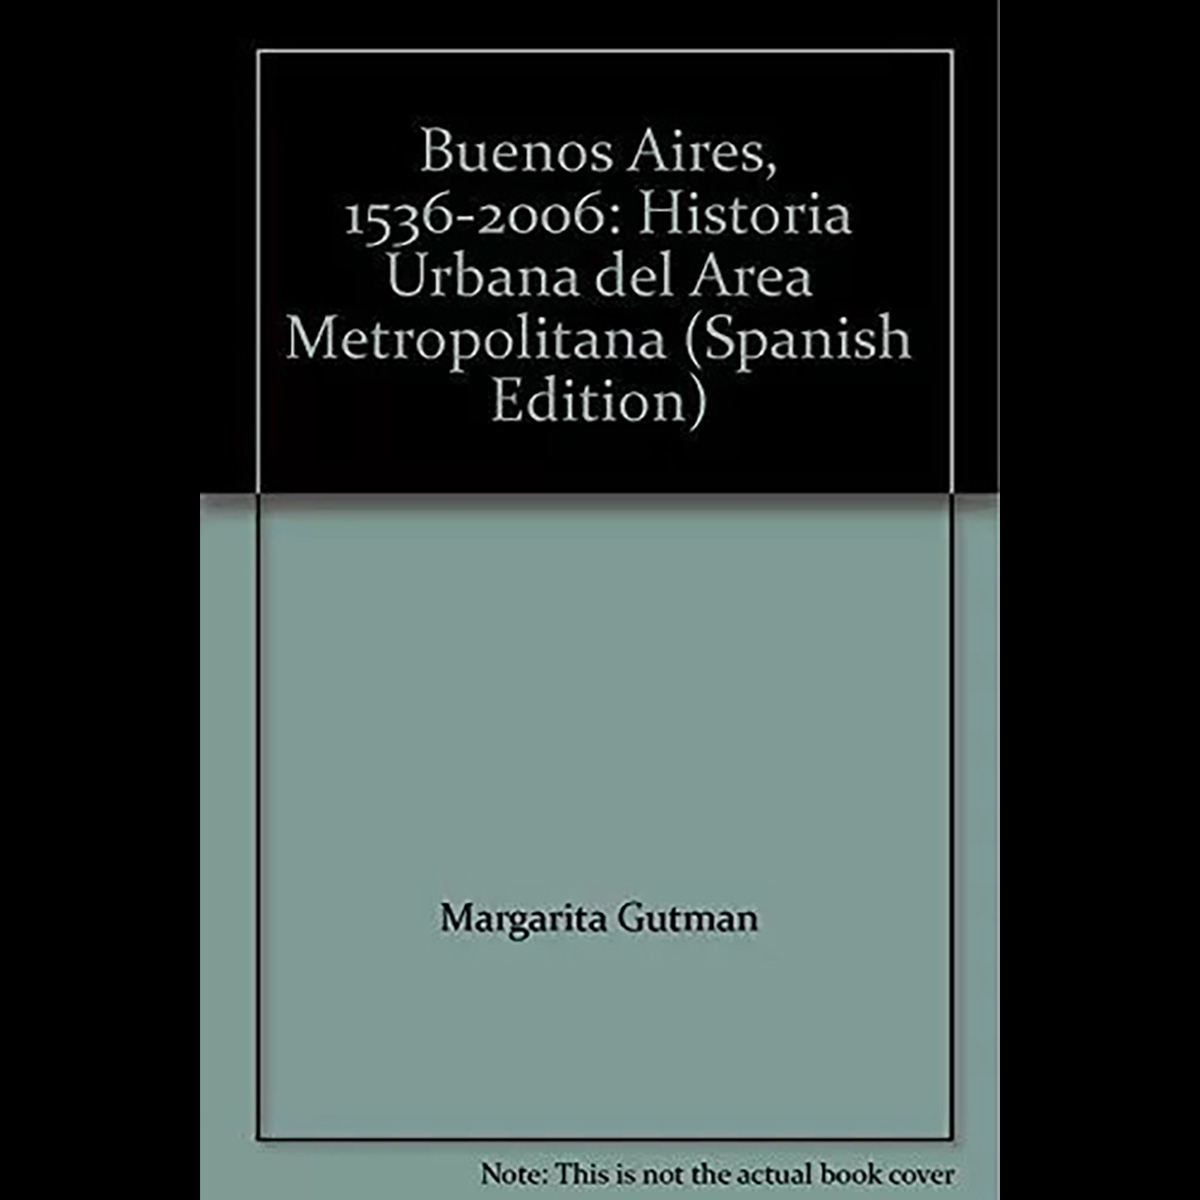 Buenos Aires,
1536-2006: Historia
Urbana del Area
Metropolitana (Spanish
Edition)
Margarita Gutman
Note: This is not the actual book cover